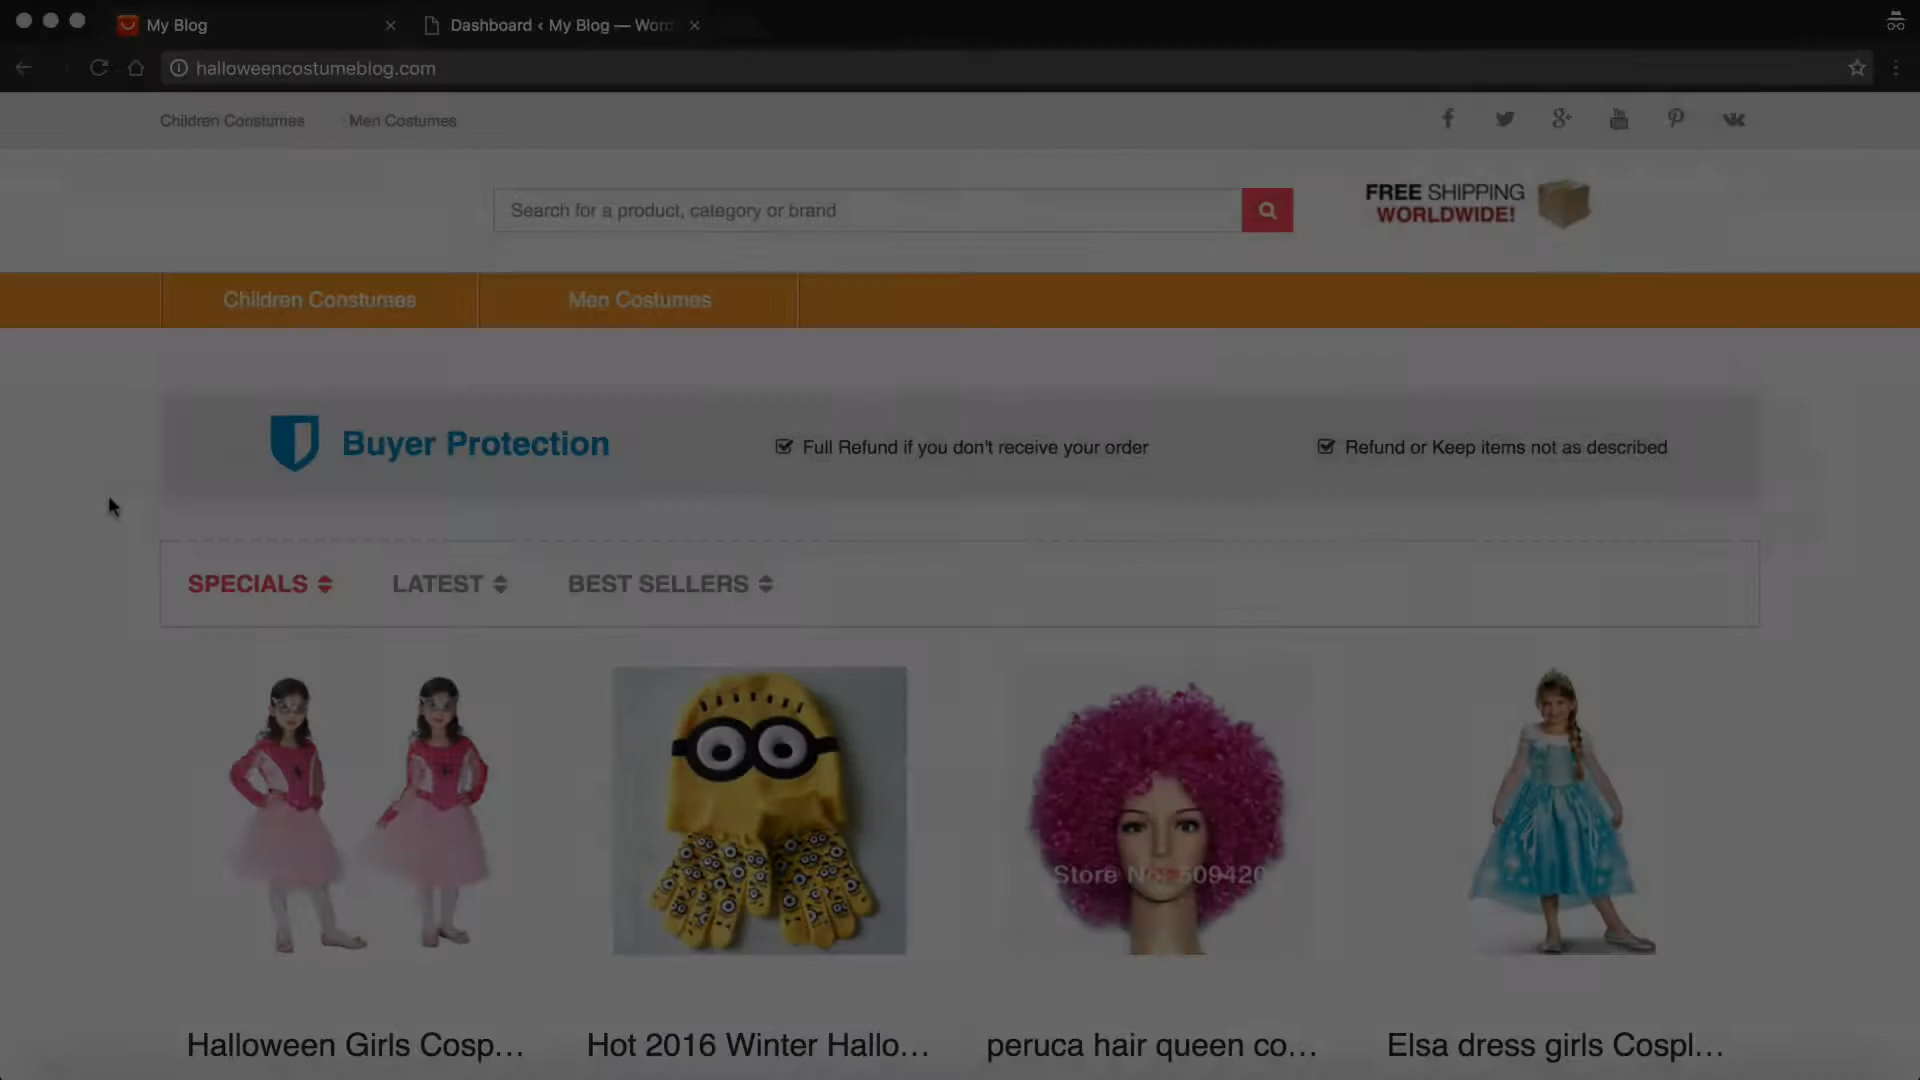 My Blog
Dashboard ‹ My Blog — Wor
halloweencostumeblog.com
Children Constumes
Men Costumes
Search for a product, category or brand
FREE SHIPPING
WORLDWIDE!
Children Constumes
Men Costumes
Buyer Protection
Full Refund if you don't receive your order
Refund or Keep items not as described
SPECIALS
LATEST
BEST SELLERS
Store No: 509420
Halloween Girls Cosp...
Hot 2016 Winter Hallo...
peruca hair queen co...
Elsa dress girls Cospl...